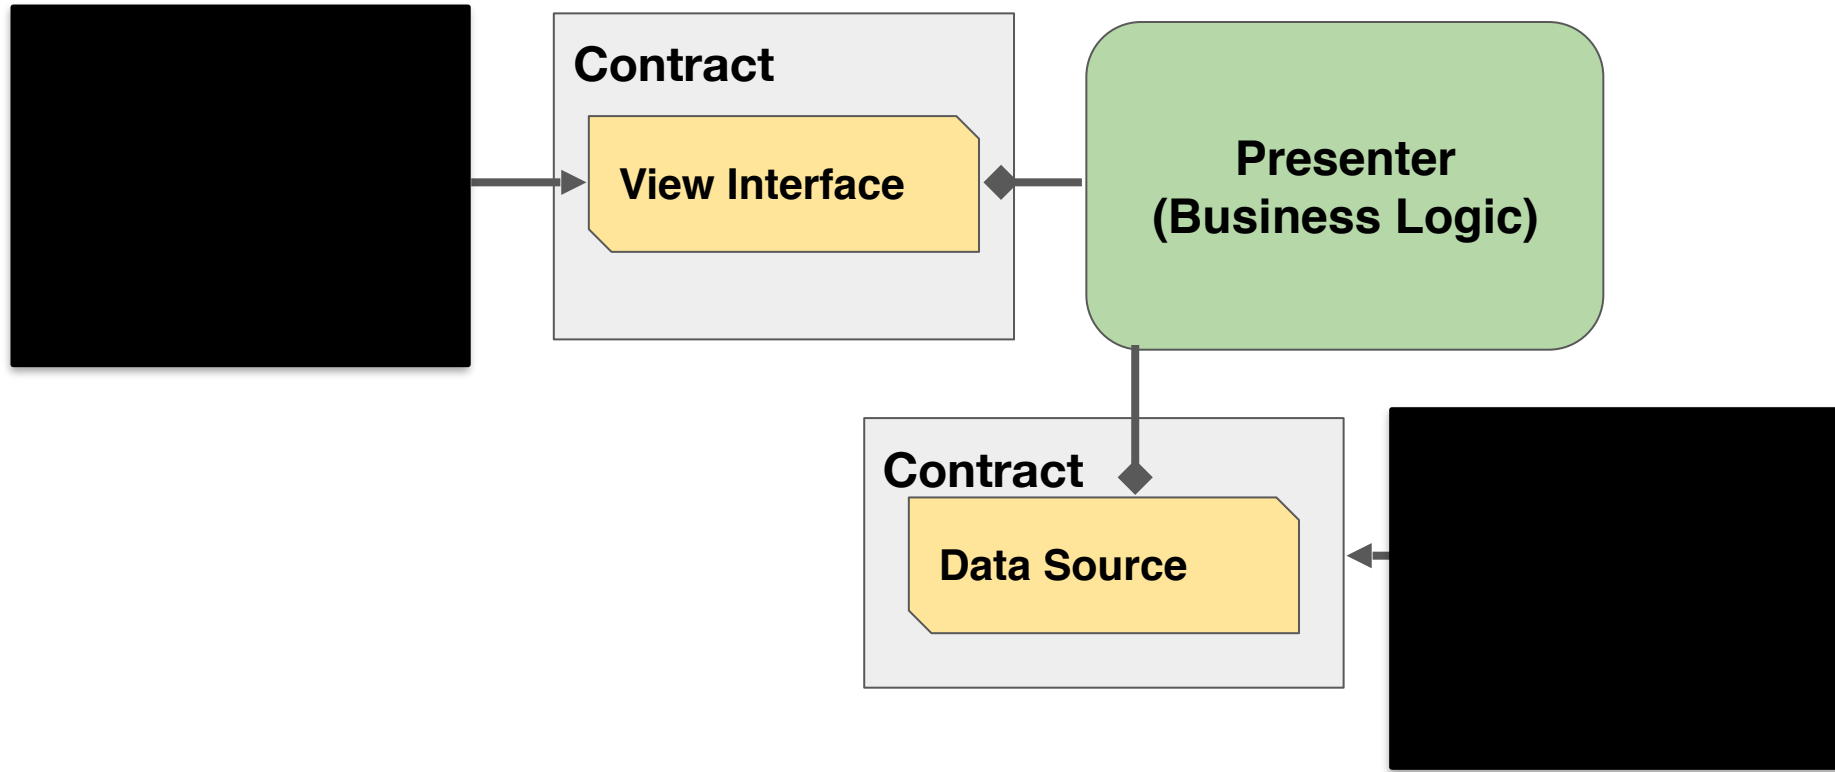 Contract
View Interface
Presenter
(Business Logic)
Contract
Data Source